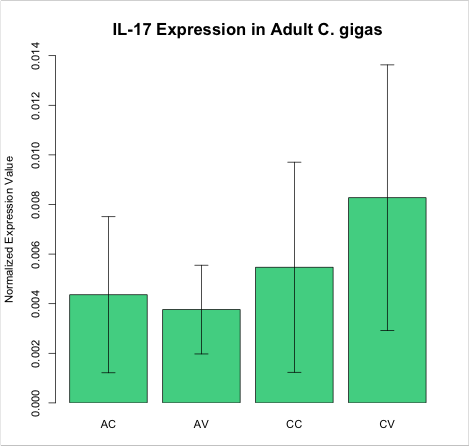 IL-17 Expression in Adult C. gigas
Normalized Expression Value
0.014
0.012
0.010
0.008
0.006
0.004
0.002
0.000
AC AV CC CV